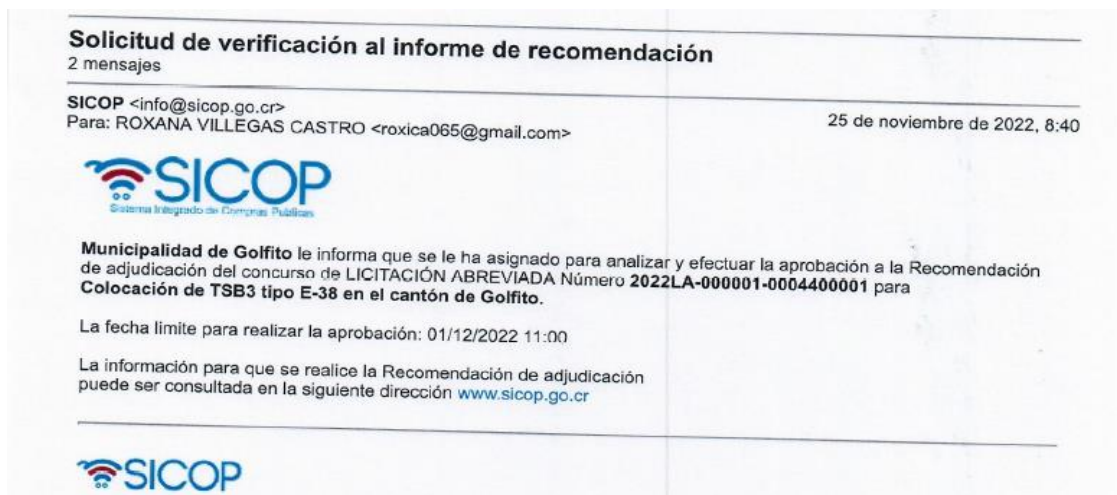 Solicitud de verificación al informe de recomendación
2 mensajes
SICOP <info@sicop.go.cr>
Para: ROXANA VILLEGAS CASTRO <roxica065@gmail.com>
25 de noviembre de 2022, 8:40
SICOP
Sistema Integrado de Compras Publicas
Municipalidad de Golfito le informa que se le ha asignado para analizar y efectuar la aprobación a la Recomendación
de adjudicación del concurso de LICITACIÓN ABREVIADA Número 2022LA-000001-0004400001 para
Colocación de TSB3 tipo E-38 en el cantón de Golfito.
La fecha limite para realizar la aprobación: 01/12/2022 11:00
La información para que se realice la Recomendación de adjudicación
puede ser consultada en la siguiente dirección www.sicop.go.cr
SICOP